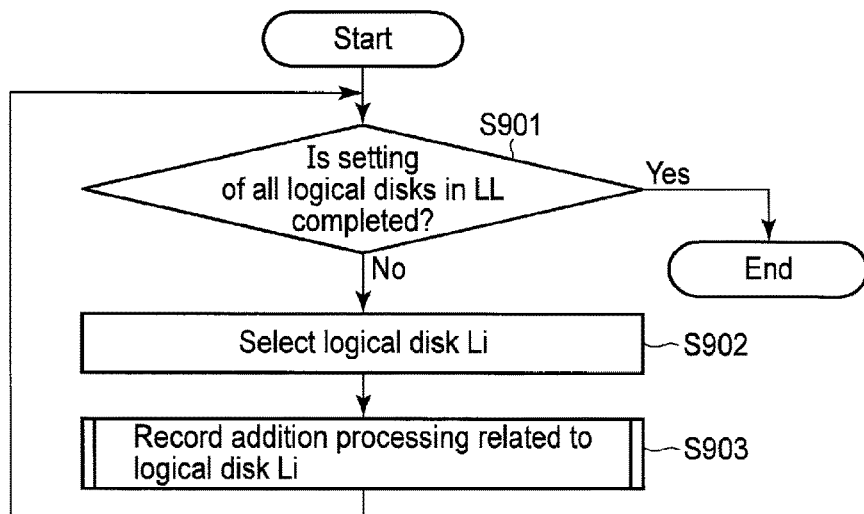 Start
S901
Is setting
of all logical disks in LL
completed?
Yes
No
End
Select logical disk Li
S902
Record addition processing related to
logical disk Li
S903